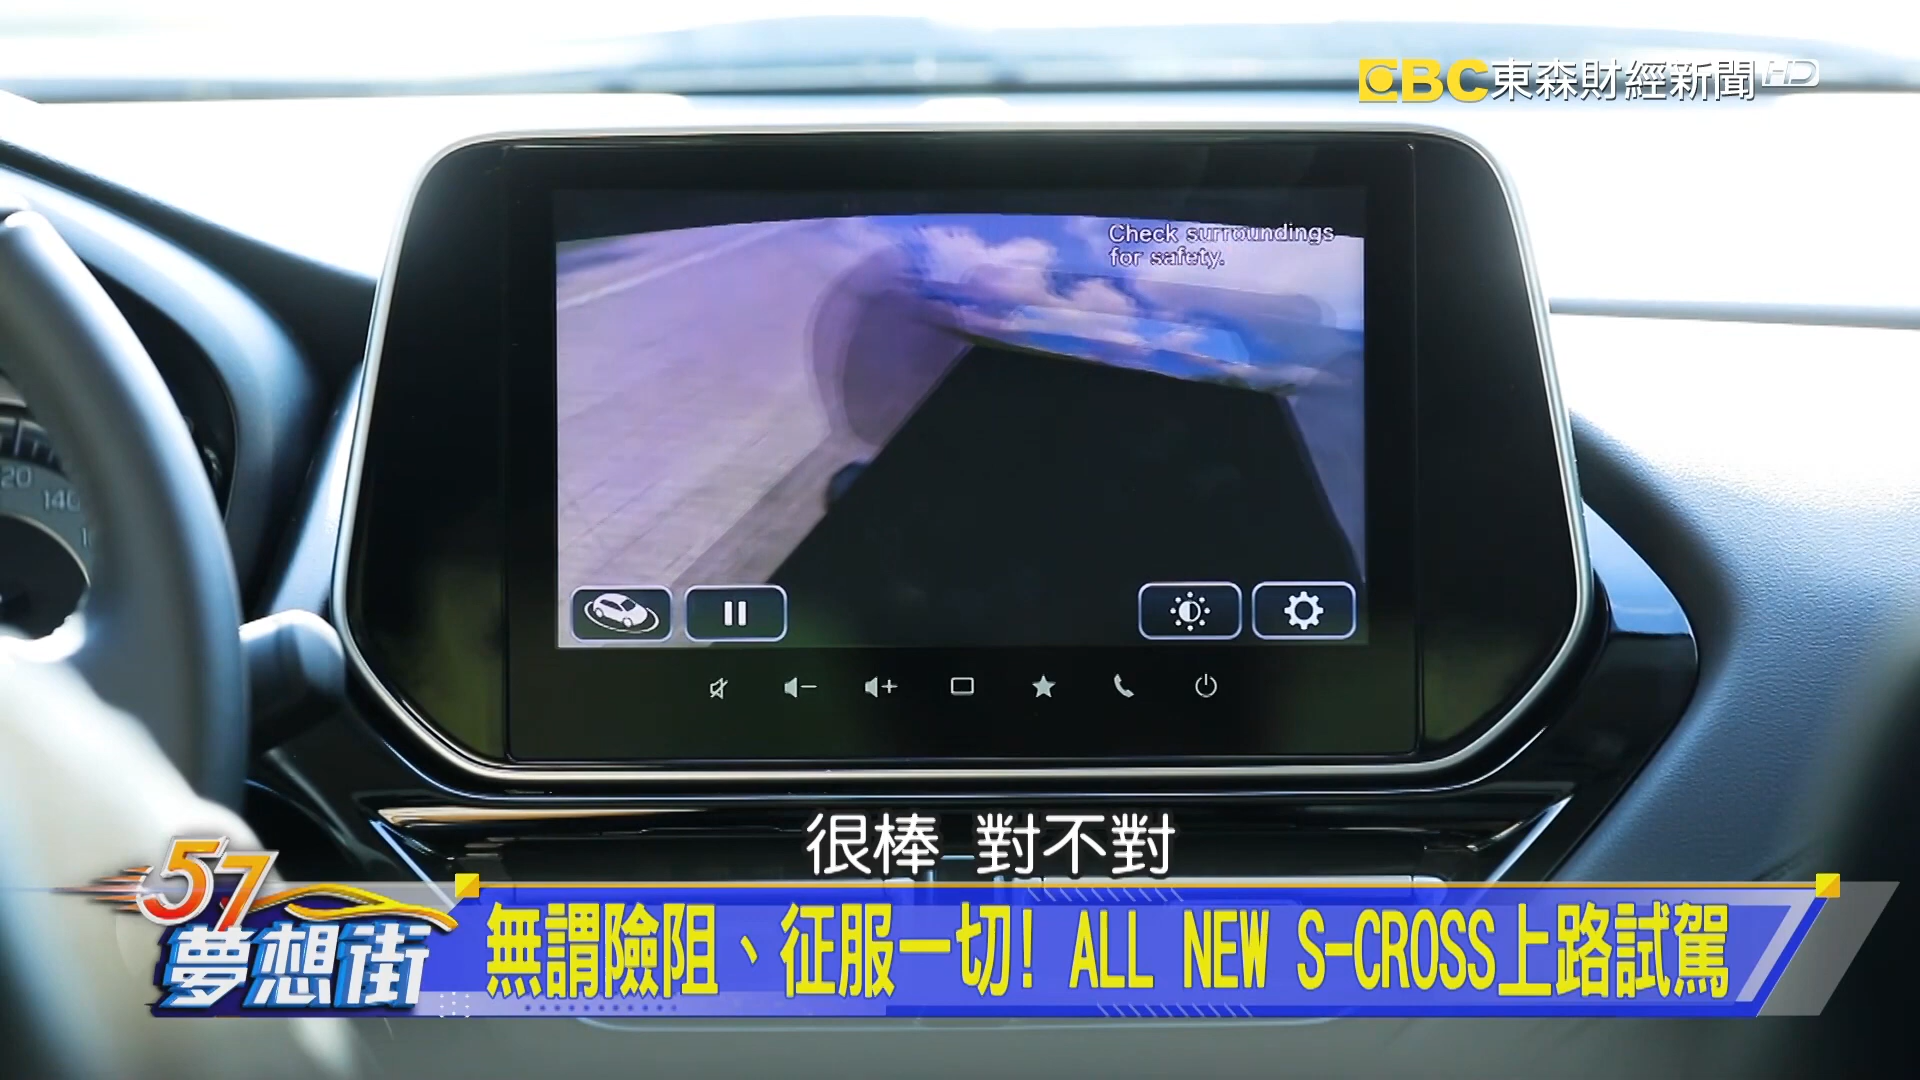 EBC東森財經新聞HD
Check surroundings
for safety.
20
140
很棒 對不對
57
夢想街
無謂險阻、征服一切! ALL NEW S-CROSS上路試駕